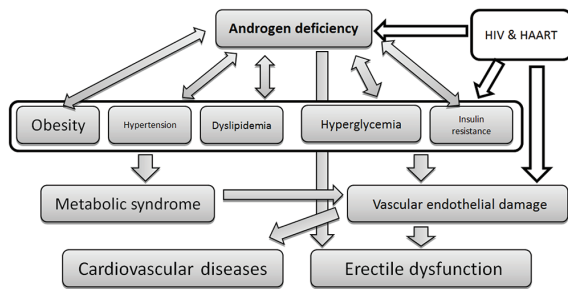 Androgen deficiency
HIV & HAART
Obesity
Hypertension
Dyslipidemia
Hyperglycemia
Insulin
resistance
Metabolic syndrome
Vascular endothelial damage
Cardiovascular diseases
Erectile dysfunction